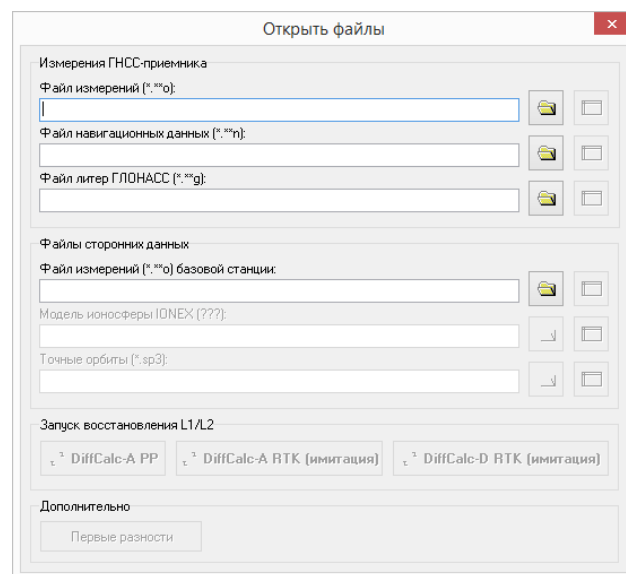 Открыть файлы
Измерения ГНСС-приемника
Файл измерений (*.**o):
Файл навигационных данных (*.**n):
Файл литер ГЛОНАСС (*.**g):
Файлы сторонних данных
Файл измерений (*.**o) базовой станции:
Модель ионосферы IONEX (???):
Точные орбиты (*.sp3):
Запуск восстановления L1/L2
DiffCalc-A PP DiffCalc-A RTK (имитация) DiffCalc-D RTK (имитация)
Дополнительно
Первые разности